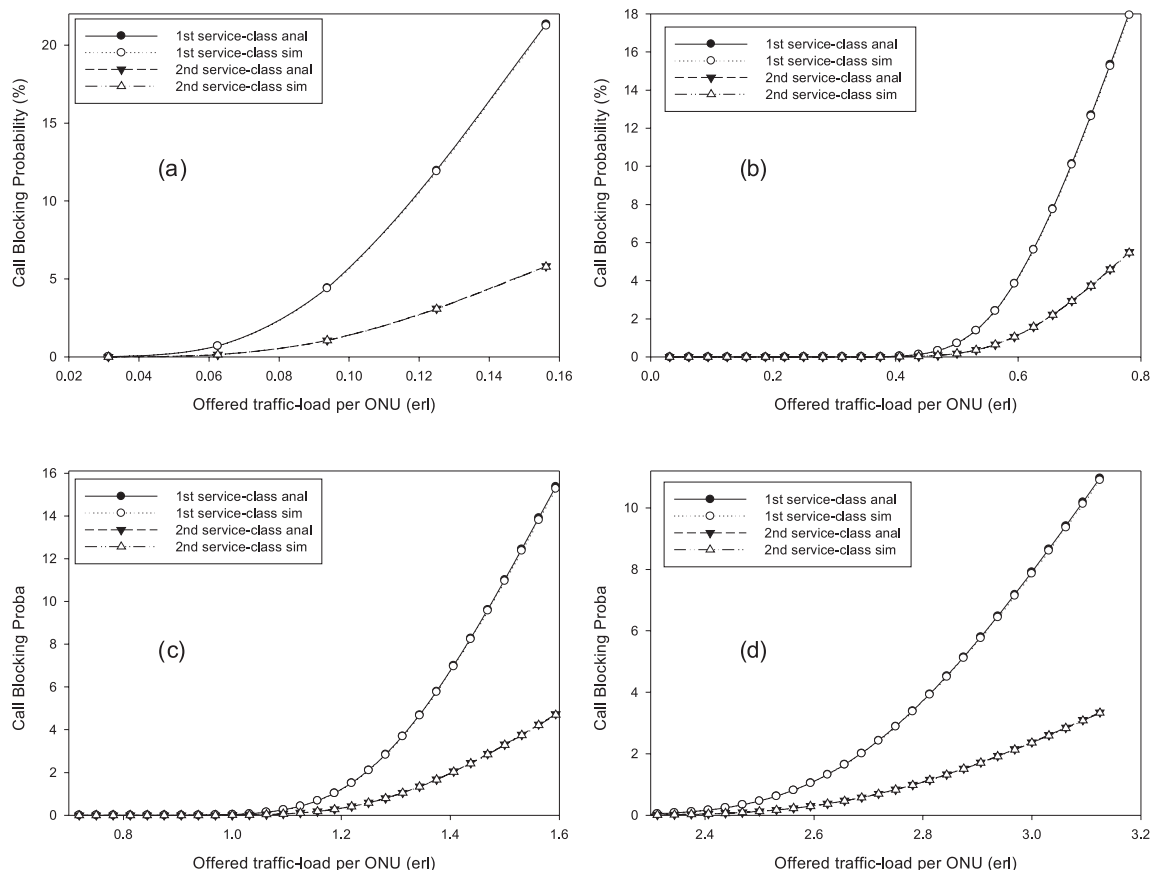 1st service-class anal
1st service-class sim
2nd service-class anal
2nd service-class sim
(a)
Call Blocking Probability (%)
20
15
10
5
0
0.02 0.04 0.06 0.08 0.10 0.12 0.14 0.16
Offered traffic-load per ONU (erl)
1st service-class anal
1st service-class sim
2nd service-class anal
2nd service-class sim
(b)
Call Blocking Probability (%)
18
16
14
12
10
8
6
4
2
0
0.0 0.2 0.4 0.6 0.8
Offered traffic-load per ONU (erl)
1st service-class anal
1st service-class sim
2nd service-class anal
2nd service-class sim
(c)
Call Blocking Proba
16
14
12
10
8
6
4
2
0
0.8 1.0 1.2 1.4 1.6
Offered traffic-load per ONU (erl)
1st service-class anal
1st service-class sim
2nd service-class anal
2nd service-class sim
(d)
Call Blocking Proba
10
8
6
4
2
0
2.4 2.6 2.8 3.0 3.2
Offered traffic-load per ONU (erl)